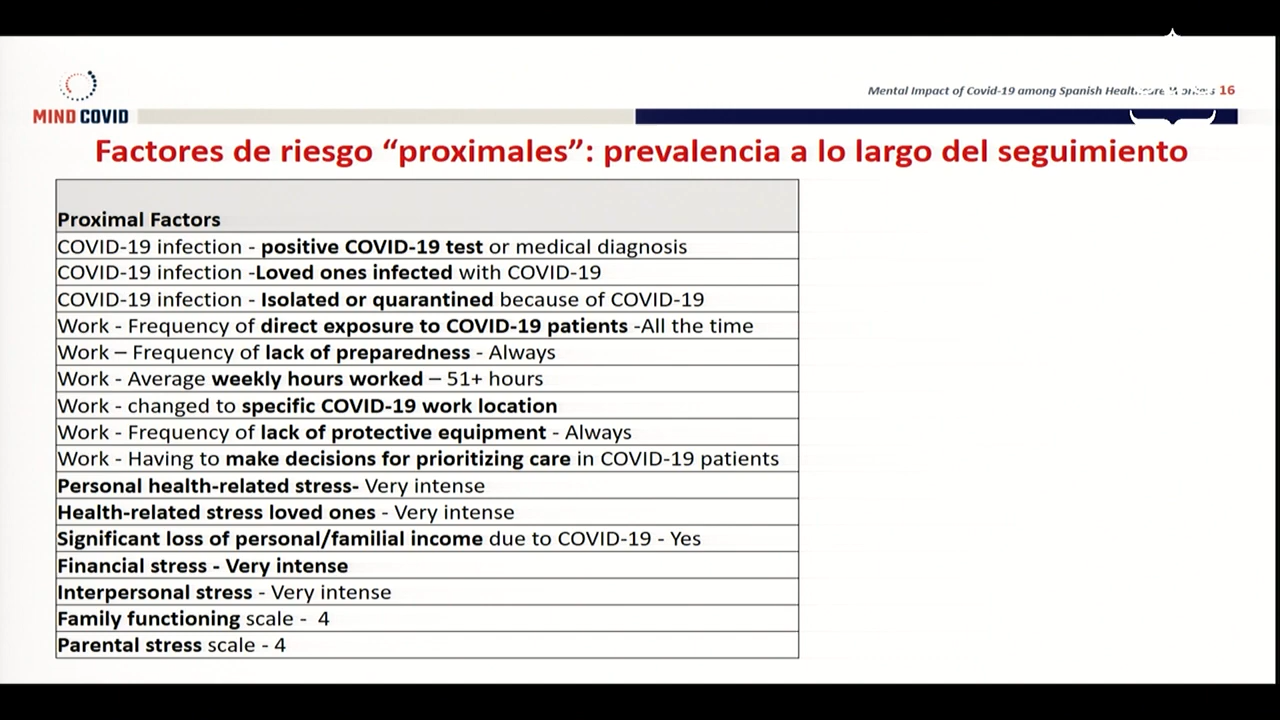 Mental Impact of Covid-19 among Spanish 16
MIND COVID
Factores de riesgo “proximales”: prevalencia a lo largo del seguimiento
Proximal Factors
COVID-19 infection - positive COVID-19 test or medical diagnosis
COVID-19 infection -Loved ones infected with COVID-19
COVID-19 infection - Isolated or quarantined because of COVID-19
Work - Frequency of direct exposure to COVID-19 patients -All the time
Work – Frequency of lack of preparedness - Always
Work - Average weekly hours worked – 51+ hours
Work - changed to specific COVID-19 work location
Work - Frequency of lack of protective equipment - Always
Work - Having to make decisions for prioritizing care in COVID-19 patients
Personal health-related stress- Very intense
Health-related stress loved ones - Very intense
Significant loss of personal/familial income due to COVID-19 - Yes
Financial stress - Very intense
Interpersonal stress - Very intense
Family functioning scale - 4
Parental stress scale - 4